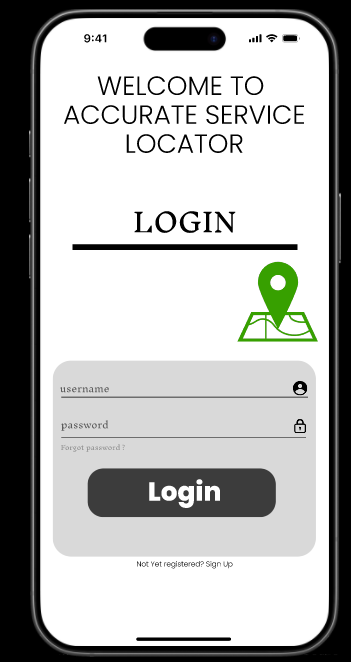 9:41
WELCOME TO
ACCURATE SERVICE
LOCATOR
LOGIN
username
password
Forgot password ?
Login
Not Yet registered? Sign Up